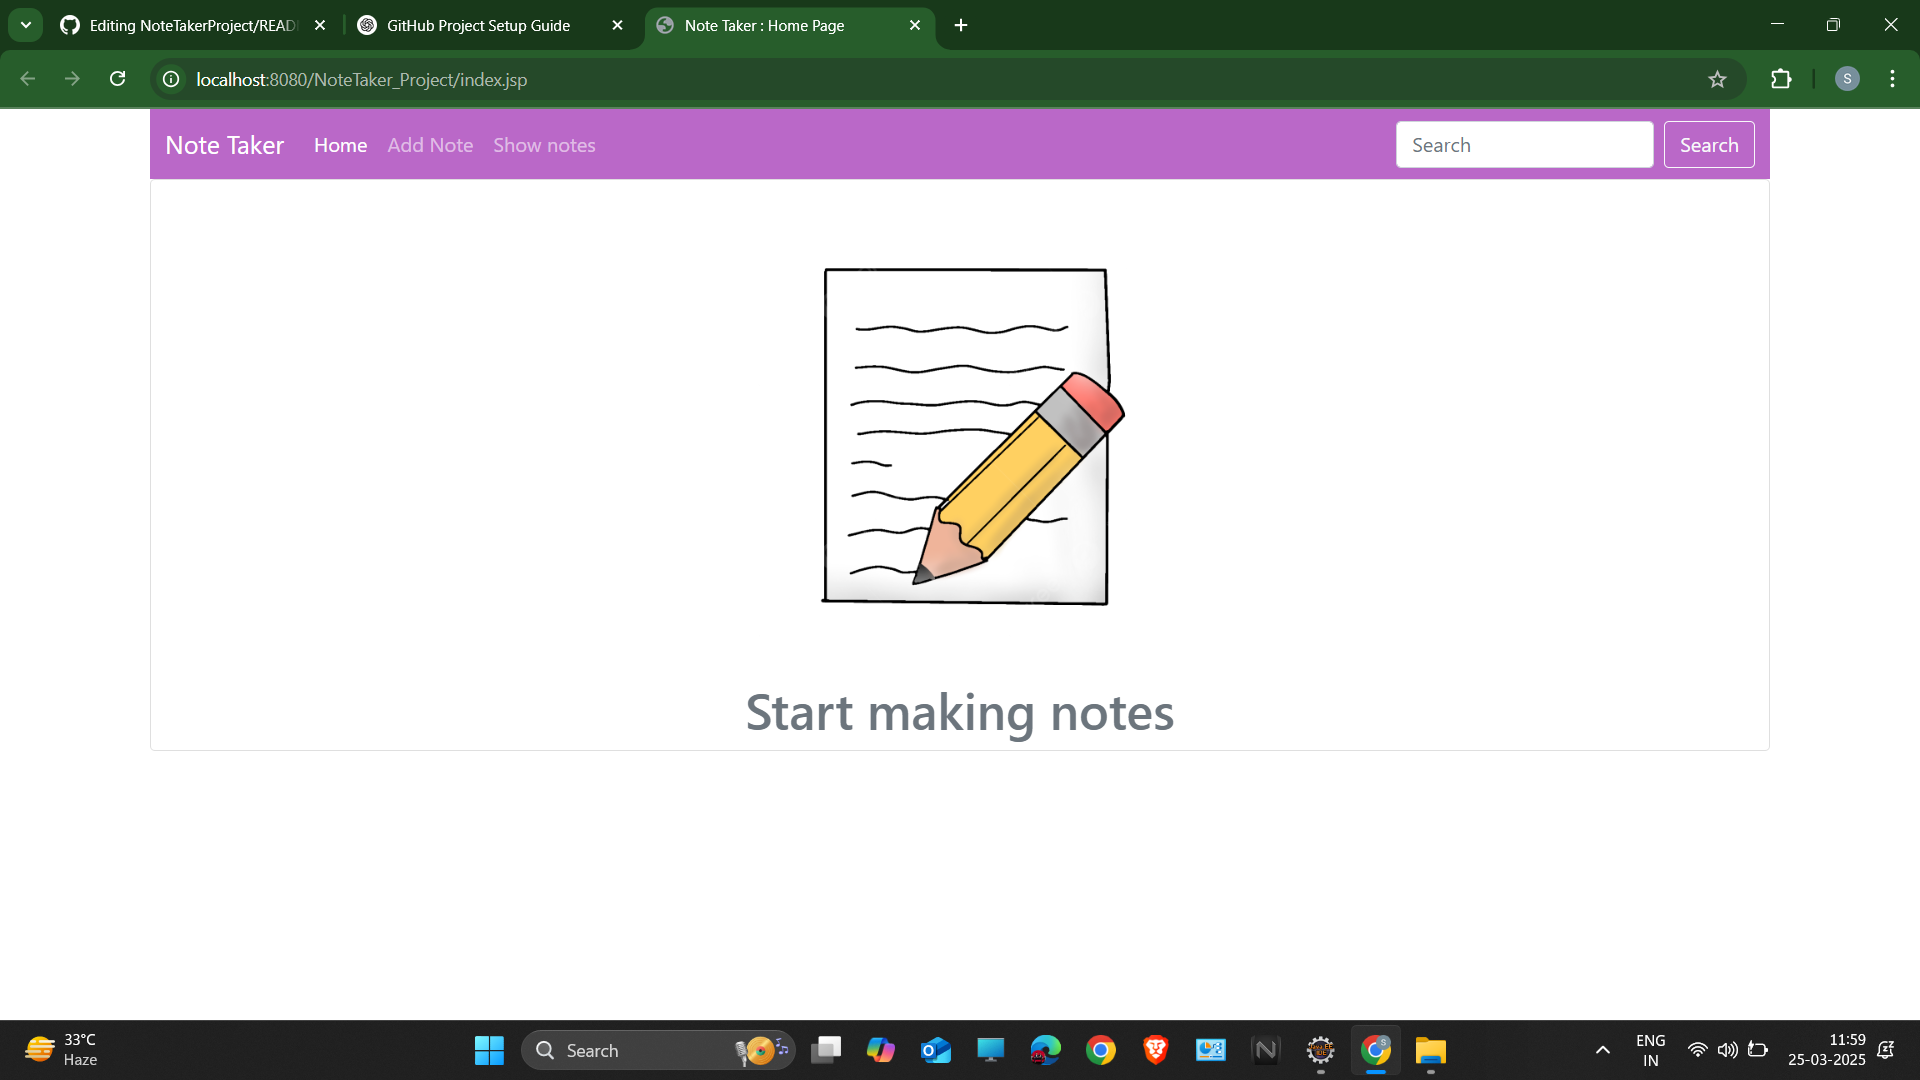 Editing NoteTakerProject/READ
GitHub Project Setup Guide
Note Taker : Home Page
localhost:8080/NoteTaker_Project/index.jsp
S
Note Taker
Home
Add Note
Show notes
Search
Search
Start making notes
33°C
Haze
Search
ENG
IN
11:59
25-03-2025